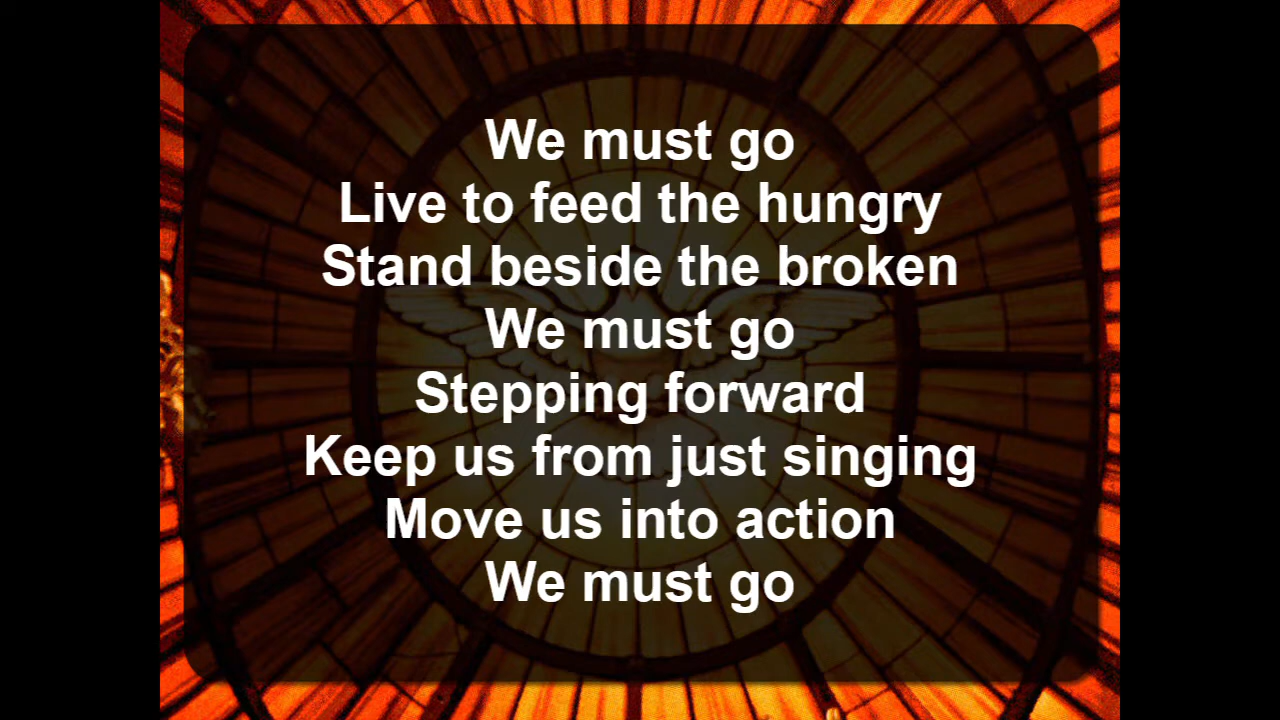 We must go
Live to feed the hungry
Stand beside the broken
We must go
Stepping forward
Keep us from just singing
Move us into action
We must go